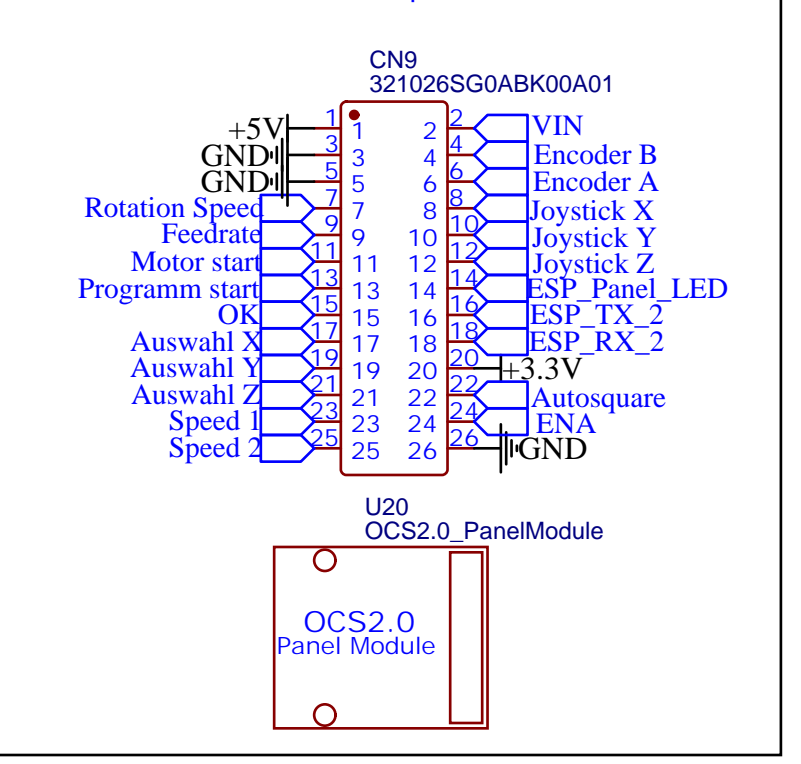 CN9
321026SG0ABK00A01
+5V 1 1 2 2 VIN
GND 3 3 4 4 Encoder B
GND 5 5 6 6 Encoder A
Rotation Speed 7 7 8 8 Joystick X
Feedrate 9 9 10 10 Joystick Y
Motor start 11 11 12 12 Joystick Z
Programm start 13 13 14 14 ESP_Panel_LED
OK 15 15 16 16 ESP_TX_2
Auswahl X 17 17 18 18 ESP_RX_2
Auswahl Y 19 19 20 20 +3.3V
Auswahl Z 21 21 22 22 Autosquare
Speed 1 23 23 24 24 ENA
Speed 2 25 25 26 26 GND
U20
OCS2.0_PanelModule
OCS2.0
Panel Module